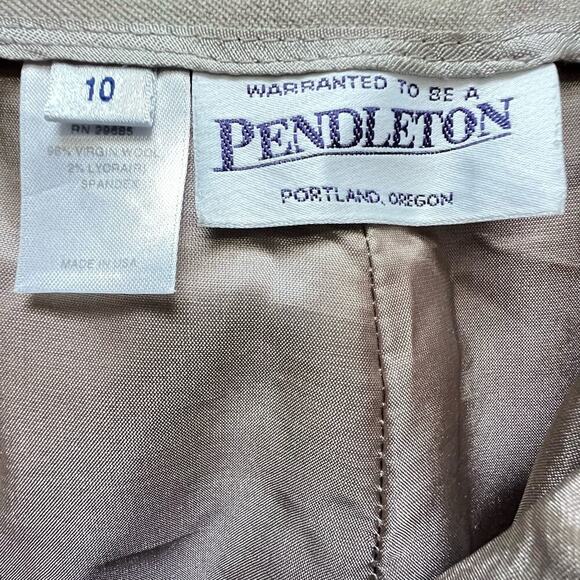 10
RN 29685
98% VIRGIN WOOL
2% LYCRA(R)
SPANDEX
MADE IN USA
WARRANTED TO BE A
PENDLETON
PORTLAND, OREGON